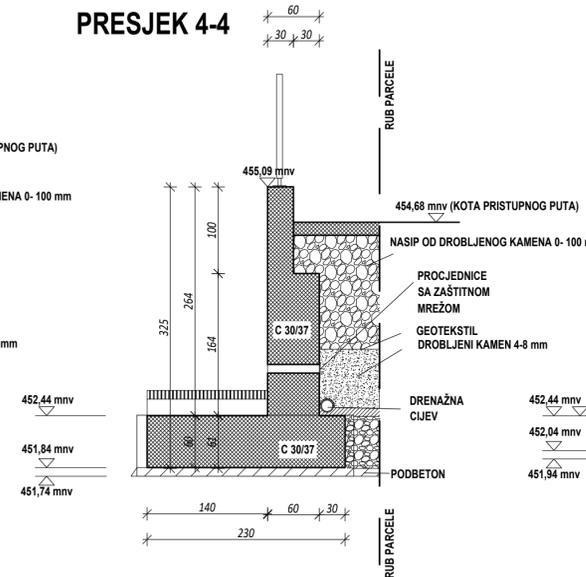 PRESJEK 4-4
60
30
30
RUB PARCELE
PNOG PUTA)
455,09 mnv
454,68 mnv (KOTA PRISTUPNOG PUTA)
MENA 0- 100 mm
NASIP OD DROBLJENOG KAMENA 0- 100
100
PROCJEDNICE
SA ZAŠTITNOM
MREŽOM
264
325
C 30/37
GEOTEKSTIL
DROBLJENI KAMEN 4-8 mm
164
mm
452,44 mnv
DRENAŽNA
CIJEV
452,44 mnv
451,84 mnv
60
61
C 30/37
452,04 mnv
451,74 mnv
PODBETON
451,94 mnv
140
60
30
230
RUB PARCELE